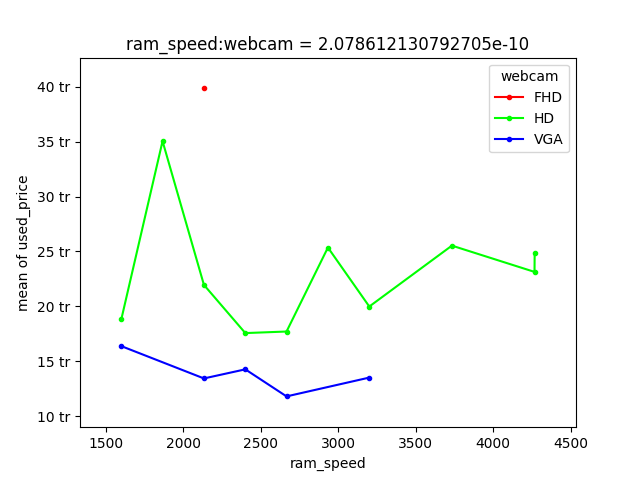 ram_speed:webcam = 2.078612130792705e-10
webcam
FHD
HD
VGA
mean of used_price
40 tr
35 tr
30 tr
25 tr
20 tr
15 tr
10 tr
1500 2000 2500 3000 3500 4000 4500
ram_speed